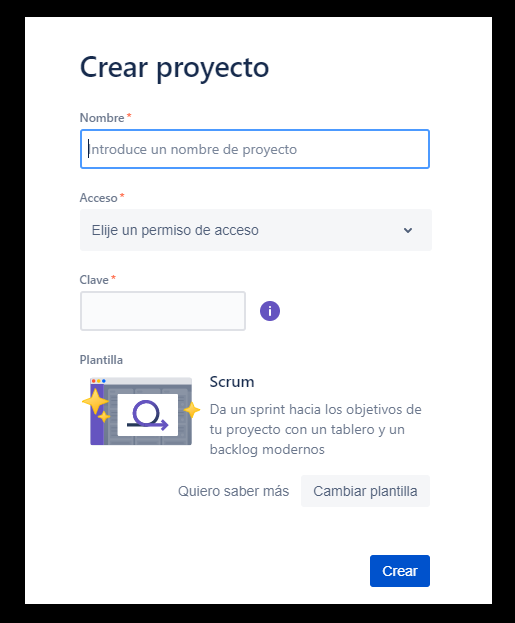 Crear proyecto
Nombre*
Introduce un nombre de proyecto
Acceso*
Elije un permiso de acceso
Clave*
i
Plantilla
Scrum
Da un sprint hacia los objetivos de
tu proyecto con un tablero y un
backlog modernos
Quiero saber más
Cambiar plantilla
Crear